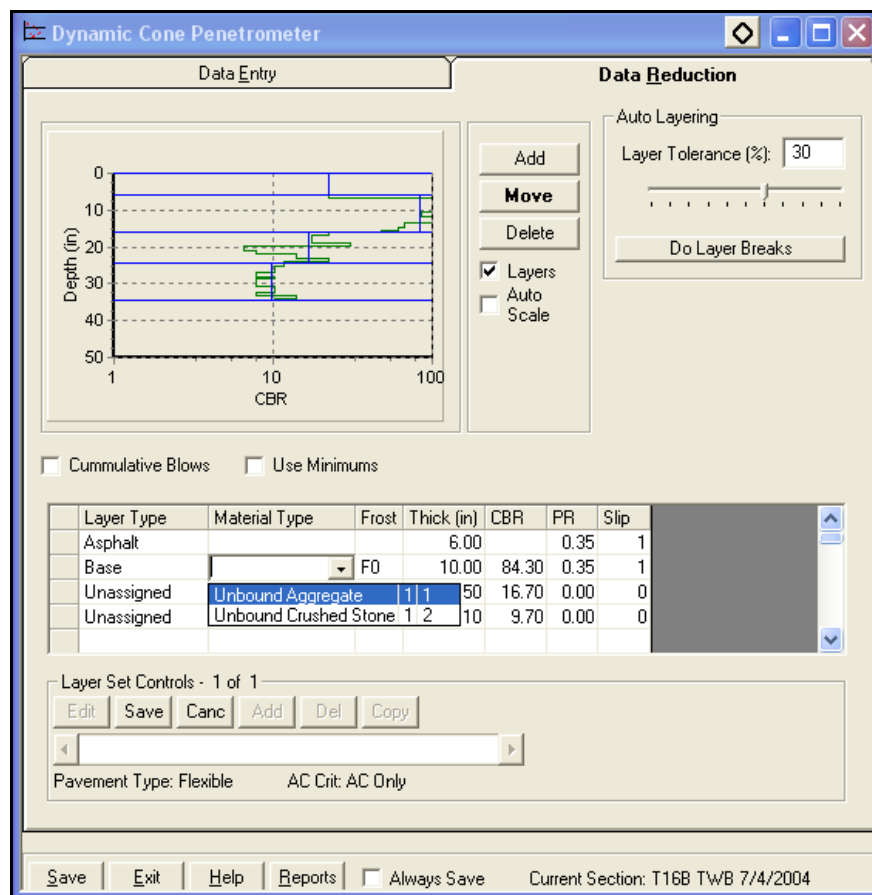 Dynamic Cone Penetrometer
Data Entry
Data Reduction
0
10
20
30
40
50
Depth (in)
1 10 100
CBR
Add
Move
Delete
Layers
Auto
Scale
Auto Layering
Layer Tolerance (%): 30
Do Layer Breaks
Cummulative Blows Use Minimums
Layer Type Material Type Frost Thick (in) CBR PR Slip
Asphalt 6.00 0.35 1
Base F0 10.00 84.30 0.35 1
Unassigned Unbound Aggregate 1 1 50 16.70 0.00 0
Unassigned Unbound Crushed Stone 1 2 10 9.70 0.00 0
Layer Set Controls - 1 of 1
Edit Save Canc Add Del Copy
Pavement Type: Flexible AC Crit: AC Only
Save Exit Help Reports Always Save Current Section: T16B TWB 7/4/2004